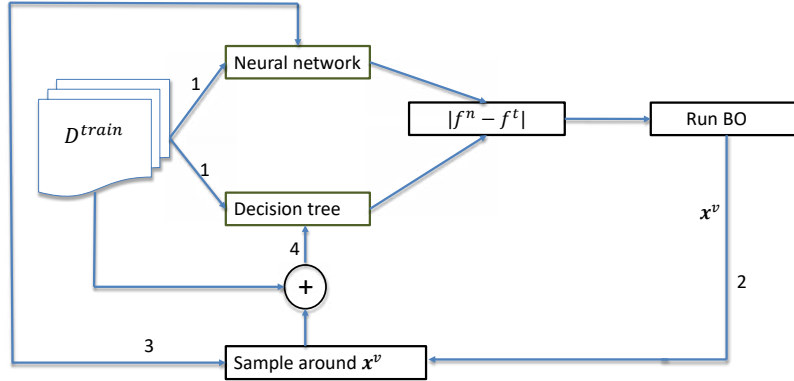 Neural network
1
D^{train}
|f^n − f^t|
Run BO
1
Decision tree
x^v
4
2
+
3
Sample around x^v